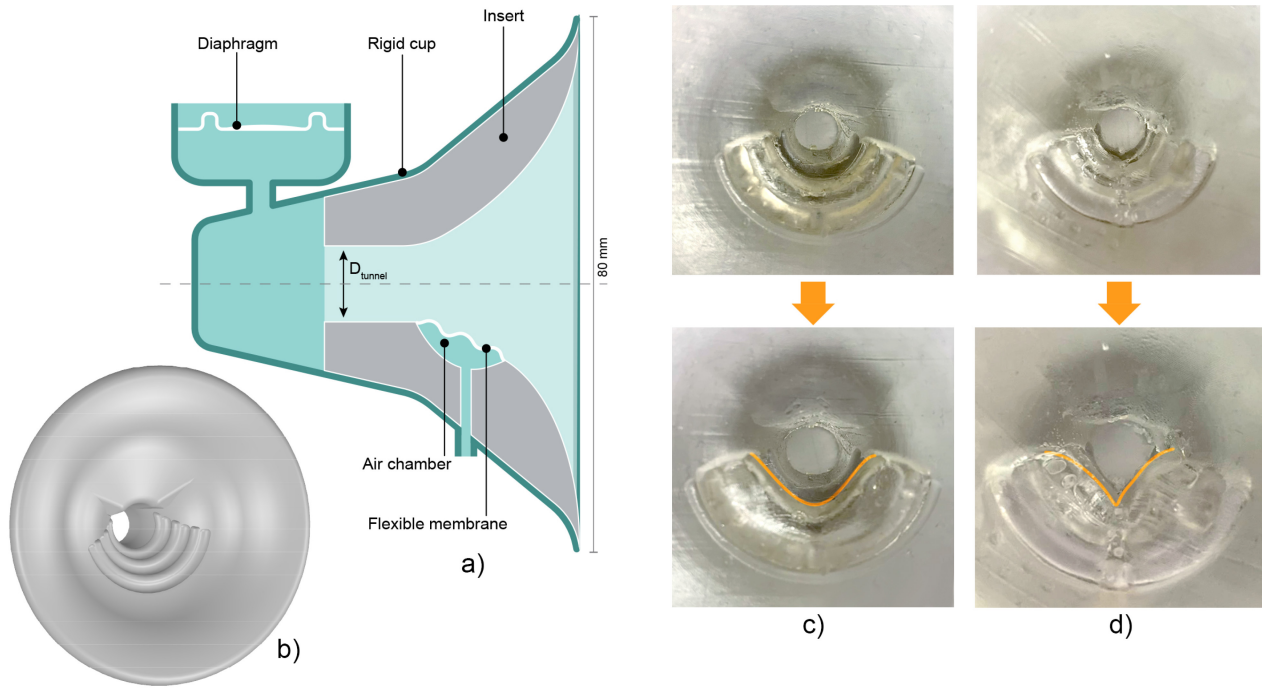 Insert
Diaphragm
Rigid cup
80 mm
D tunnel
Air chamber
Flexible membrane
a)
b)
c)
d)